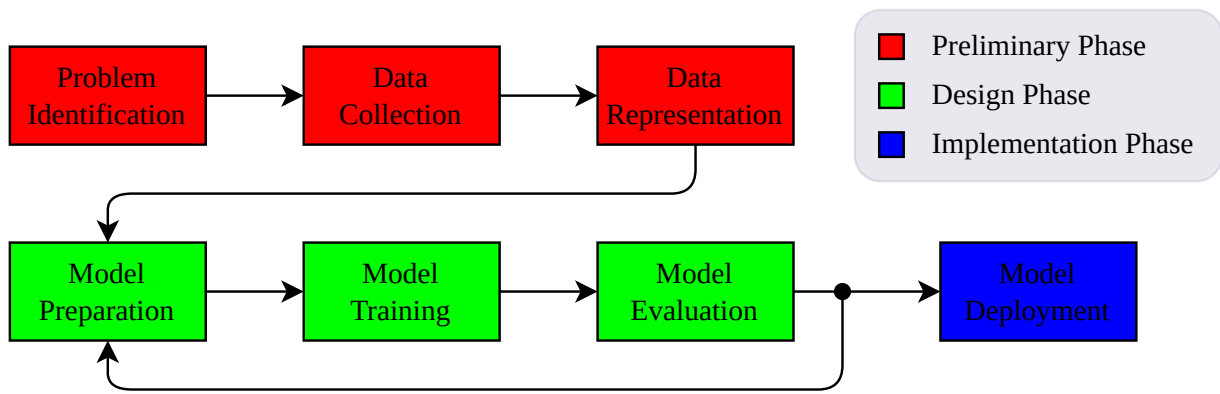 Problem
Identification
Data
Collection
Data
Representation
Preliminary Phase
Design Phase
Implementation Phase
Model
Preparation
Model
Training
Model
Evaluation
Model
Deployment